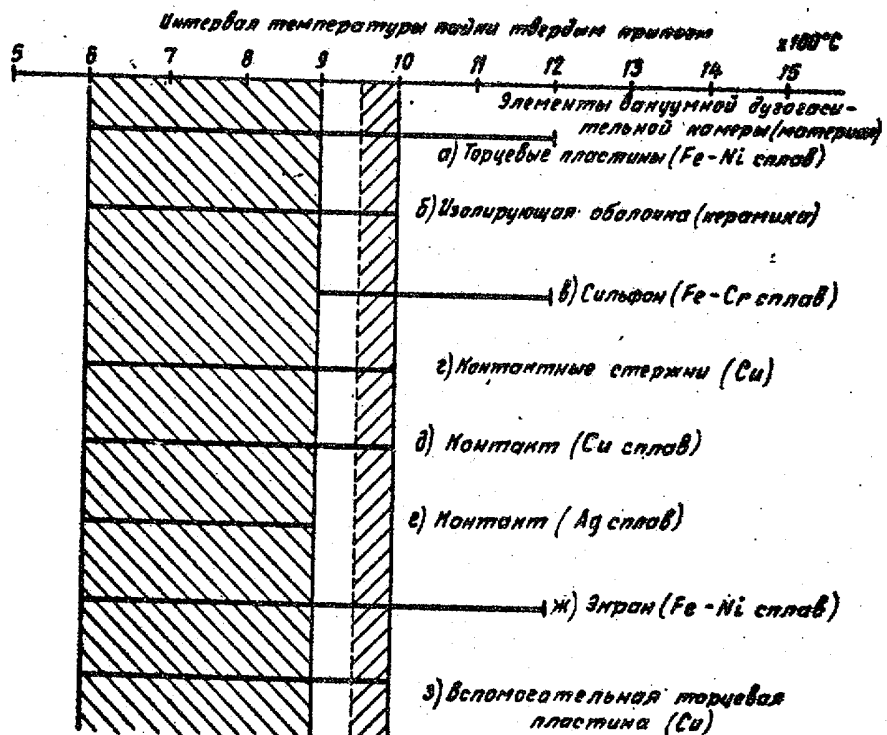 Интервал температуры пайки твердым припоем
x100°C
5 6 7 8 9 10 11 12 13 14 15
Элементы вакуумной дугагаси-
тельной камеры (материал)
а) Торцевые пластины (Fe-Ni сплав)
б) Изолирующая оболочка (керамика)
в) Сильфон (Fe-Cr сплав)
г) Контактные стержни (Cu)
д) Контакт (Cu сплав)
е) Контакт (Ag сплав)
ж) Экран (Fe-Ni сплав)
з) Вспомогательная торцевая
пластина (Cu)